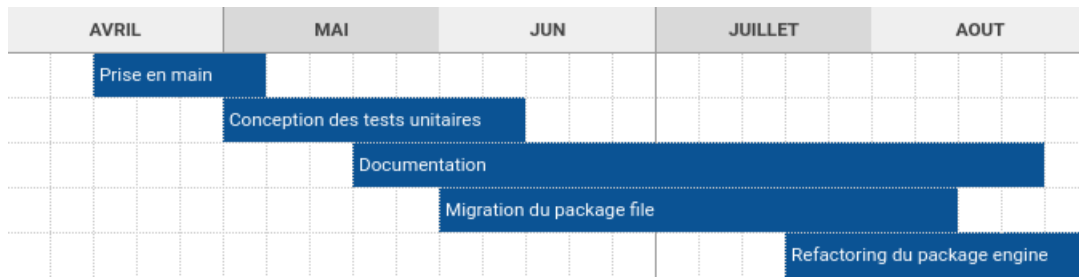 AVRIL MAI JUN JUILLET AOUT
Prise en main
Conception des tests unitaires
Documentation
Migration du package file
Refactoring du package engine